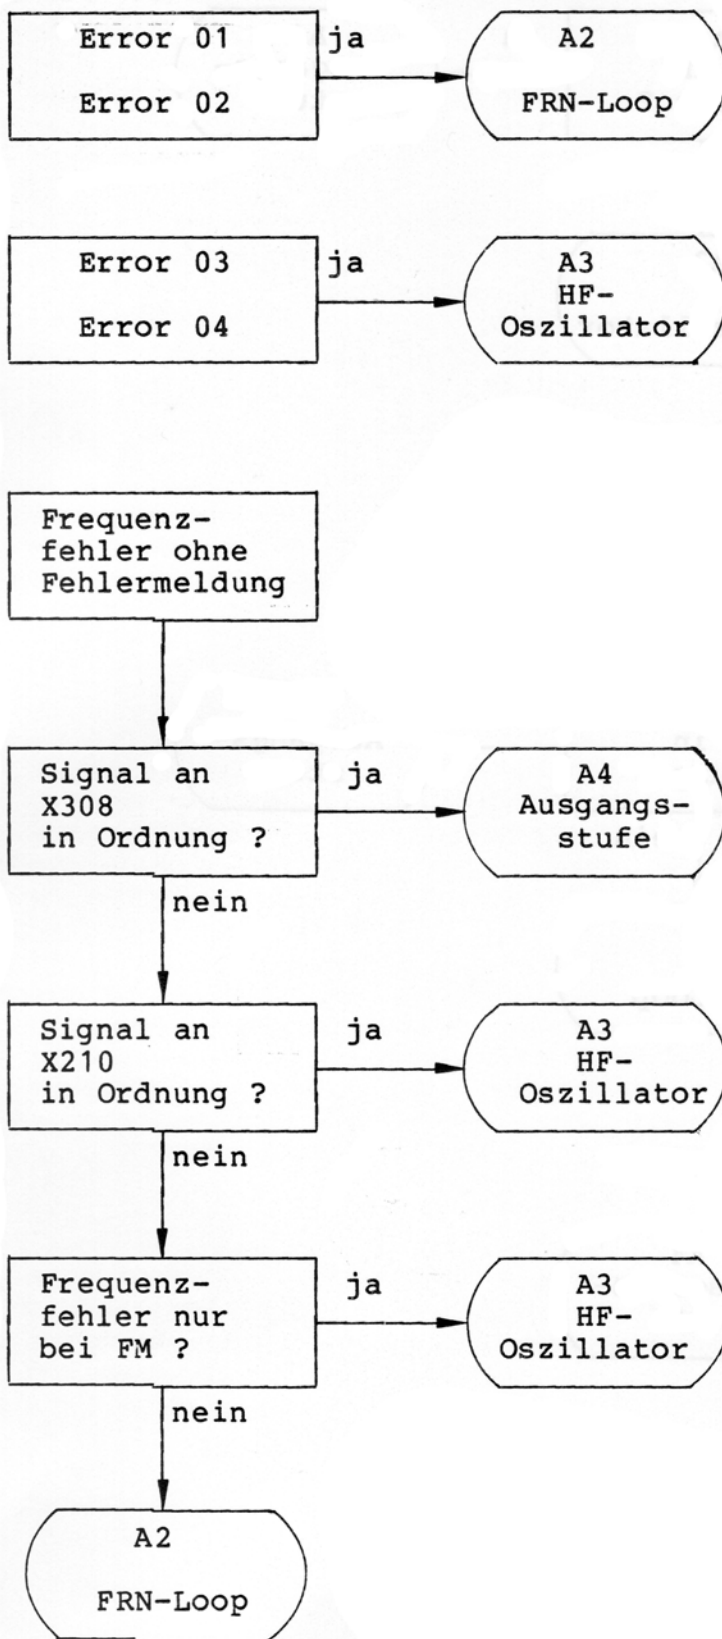 Error 01
Error 02
ja
A2
FRN-Loop
Error 03
Error 04
ja
A3
HF-
Oszillator
Frequenz-
fehler ohne
Fehlermeldung
Signal an
X308
in Ordnung ?
ja
A4
Ausgangs-
stufe
nein
Signal an
X210
in Ordnung ?
ja
A3
HF-
Oszillator
nein
Frequenz-
fehler nur
bei FM ?
ja
A3
HF-
Oszillator
nein
A2
FRN-Loop